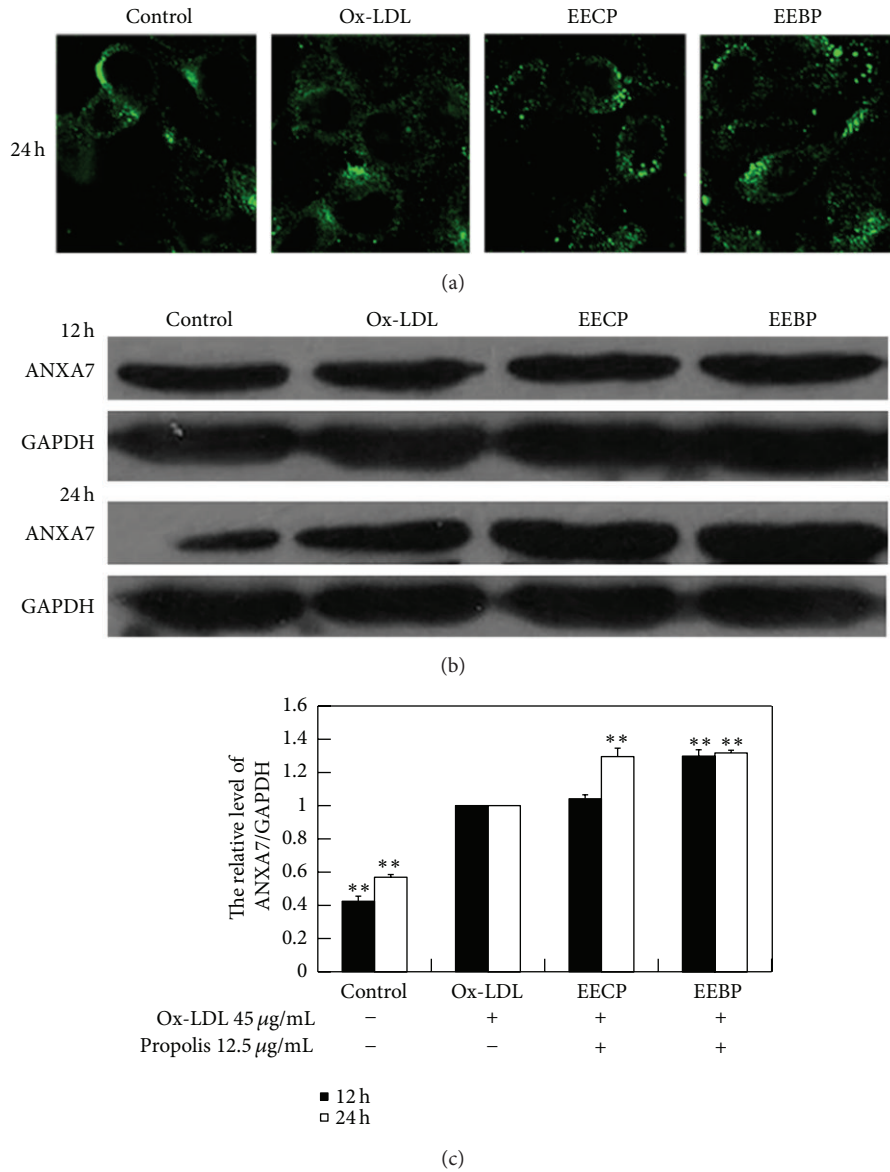 Control Ox-LDL EECP EEBP
24 h
(a)
Control Ox-LDL EECP EEBP
12 h
ANXA7
GAPDH
24 h
ANXA7
GAPDH
(b)
The relative level of
ANXA7/GAPDH
1.6
1.4
1.2
1
0.8
0.6
0.4
0.2
0
** ** ** ** **
Control Ox-LDL EECP EEBP
Ox-LDL 45 μg/mL − + + +
Propolis 12.5 μg/mL − − + +
12 h
24 h
(c)